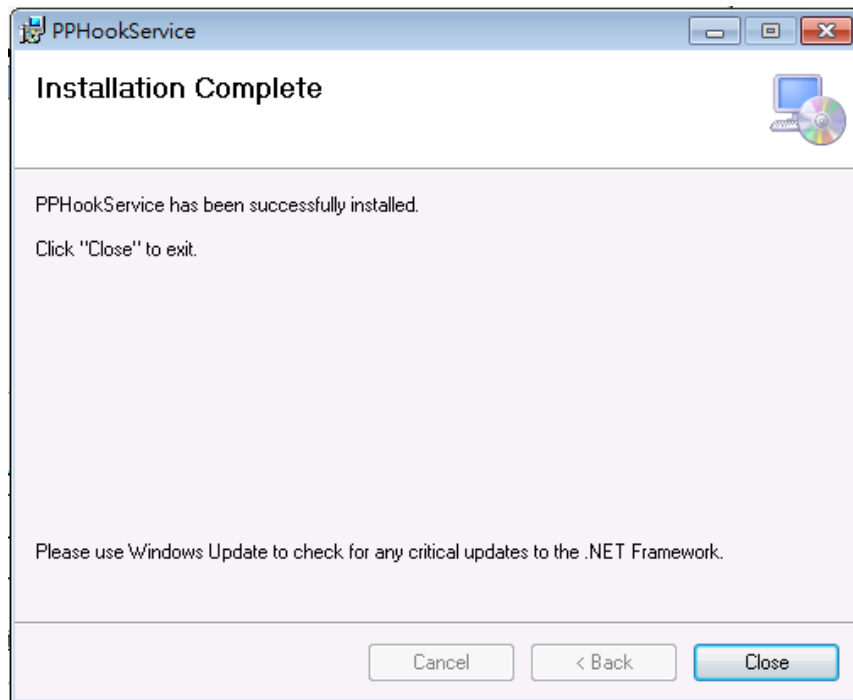 PPHookService
Installation Complete
PPHookService has been successfully installed.
Click "Close" to exit.
Please use Windows Update to check for any critical updates to the .NET Framework.
Cancel
< Back
Close